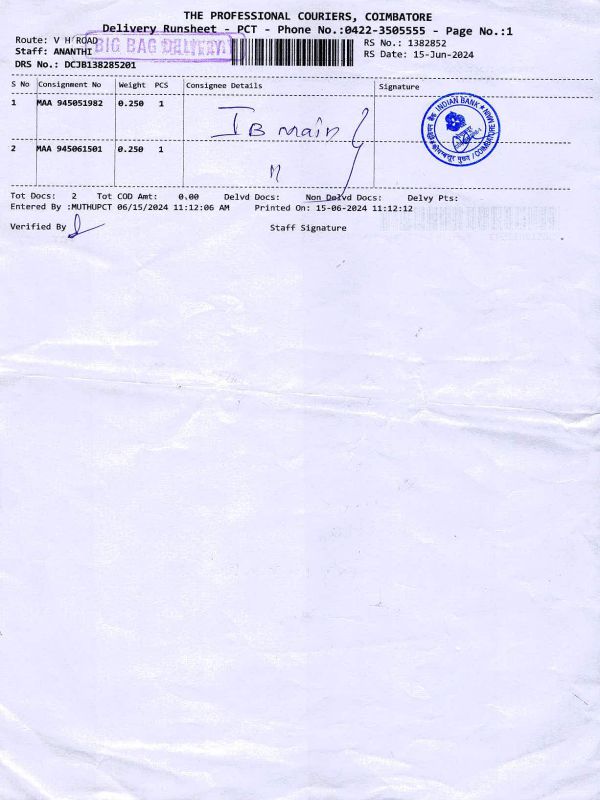 THE PROFESSIONAL COURIERS, COIMBATORE
Delivery Runsheet - PCT - Phone No.:0422-3505555 - Page No.:1
Route: V H ROAD
RS No.: 1382852
BIG BAG DELIVERY
Staff: ANANTHI
RS Date: 15-Jun-2024
DRS No.: DCJB138285201
S No Consignment No Weight PCS Consignee Details Signature
1 MAA 945051982 0.250 1
IB main
INDIAN BANK ★ COIMBATORE MAIN
2 MAA 945061501 0.250 1
Tot Docs: 2 Tot COD Amt: 0.00 Delvd Docs: Non Delvd Docs: Delvy Pts:
Entered By :MUTHUPCT 06/15/2024 11:12:06 AM Printed On: 15-06-2024 11:12:12
Verified By Staff Signature